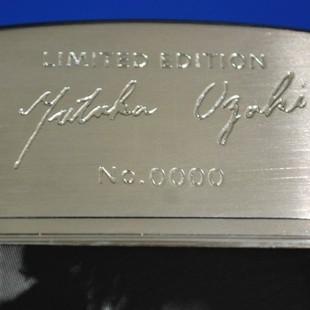 LIMITED EDITION
Yutaka Ozaki
No.0000